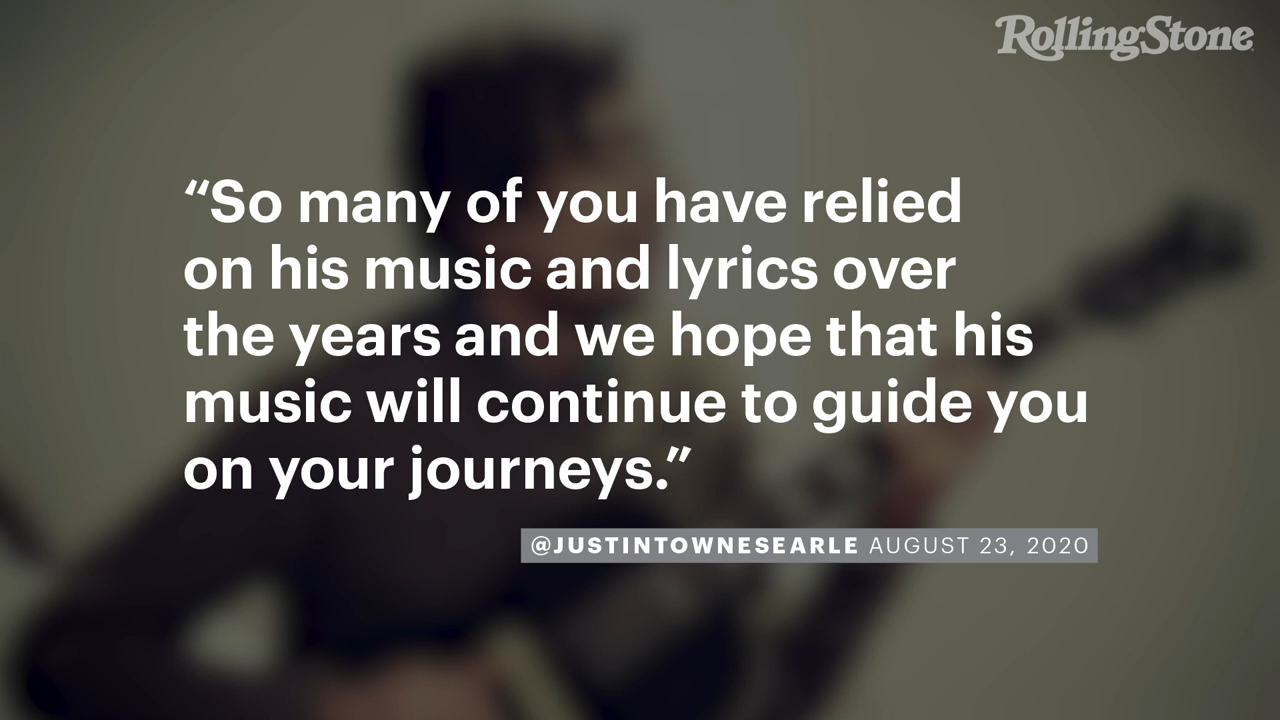 RollingStone
“So many of you have relied
on his music and lyrics over
the years and we hope that his
music will continue to guide you
on your journeys.”
@JUSTINTOWNESEARLE AUGUST 23, 2020